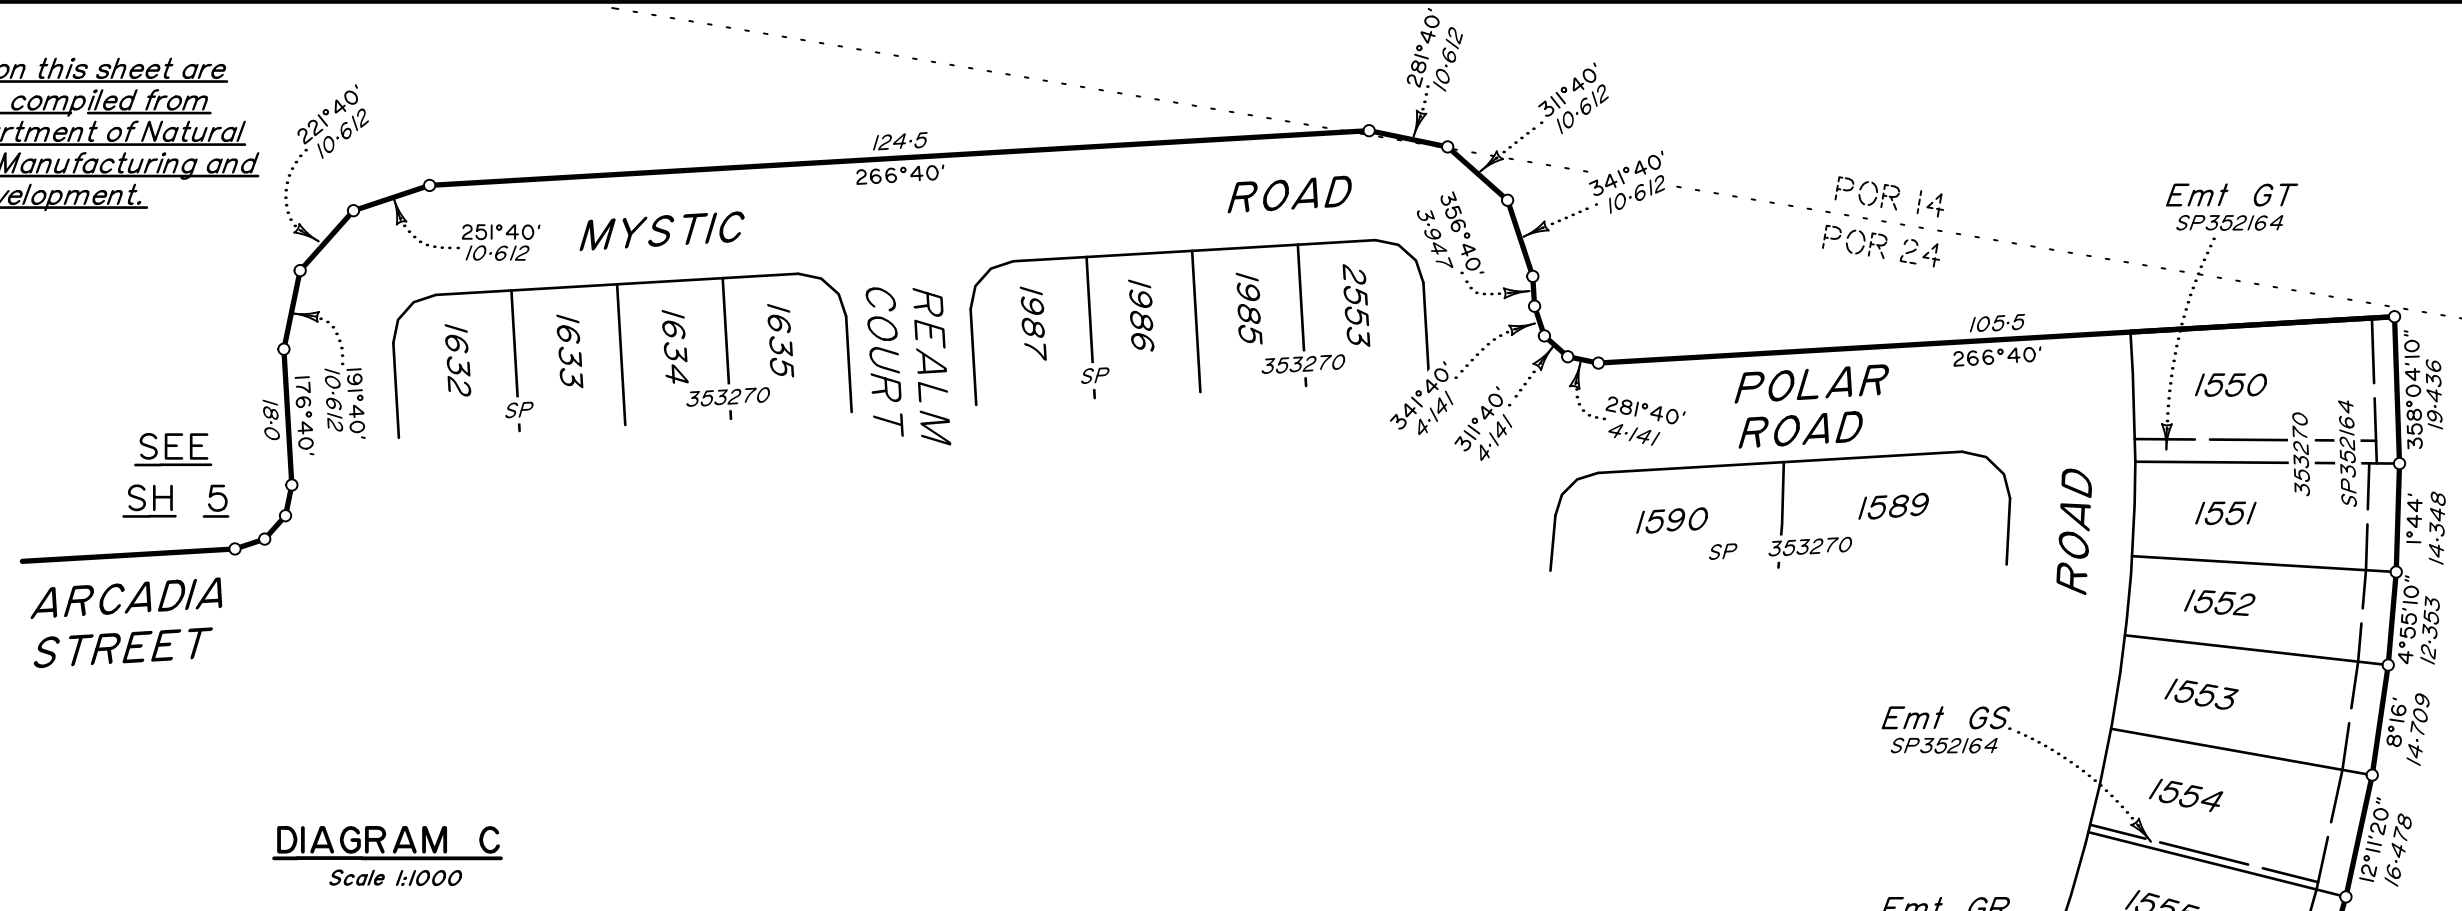 on this sheet are
compiled from
rtment of Natural
Manufacturing and
velopment.
221°40'
10·612
251°40'
10·612
191°40'
10·612
176°40'
18·0
SEE
SH 5
ARCADIA
STREET
124·5
266°40'
MYSTIC
ROAD
281°40'
10·612
311°40'
10·612
341°40'
10·612
356°40'
3·947
341°40'
4·141
311°40'
4·141
281°40'
4·141
1632
1633
1634
1635
SP
353270
REALM
COURT
1987
1986
1985
2553
SP
353270
POR 14
POR 24
Emt GT
SP352164
105·5
266°40'
POLAR
ROAD
1590
1589
SP 353270
ROAD
1550
353270
SP352164
358°04'10"
19·436
1551
1°44'
14·348
1552
4°55'10"
12·353
1553
8°16'
14·709
Emt GS
SP352164
1554
12°11'20"
16·478
Emt GR
1555
DIAGRAM C
Scale 1:1000